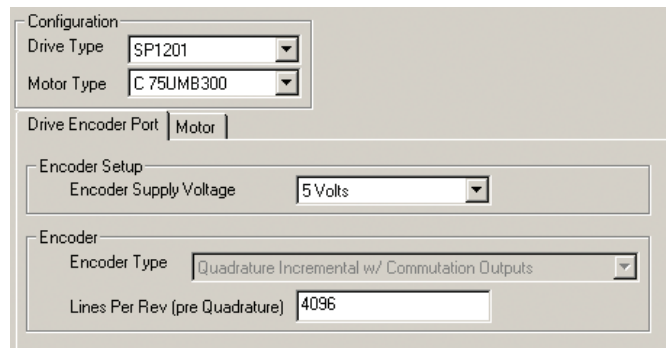 Configuration
Drive Type SP1201
Motor Type C 75UMB300
Drive Encoder Port Motor
Encoder Setup
Encoder Supply Voltage 5 Volts
Encoder
Encoder Type Quadrature Incremental w/ Commutation Outputs
Lines Per Rev (pre Quadrature) 4096